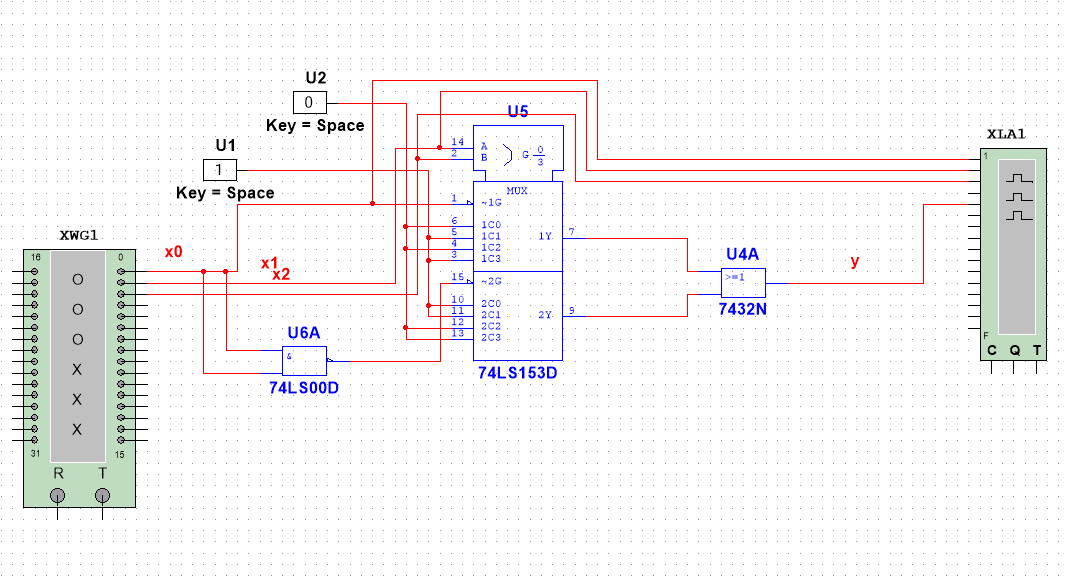 U2
0
Key = Space
U1
1
Key = Space
U5
14 A
2 B
G 0
3
MUX
1 ~1G
6 1C0
5 1C1
4 1C2
3 1C3
1Y 7
15 ~2G
10 2C0
11 2C1
12 2C2
13 2C3
2Y 9
74LS153D
XLA1
1
F
C Q T
XWG1
16 0
O
O
O
X
X
X
31 15
R T
x0
x1
x2
U6A
&
74LS00D
U4A
>=1
7432N
y